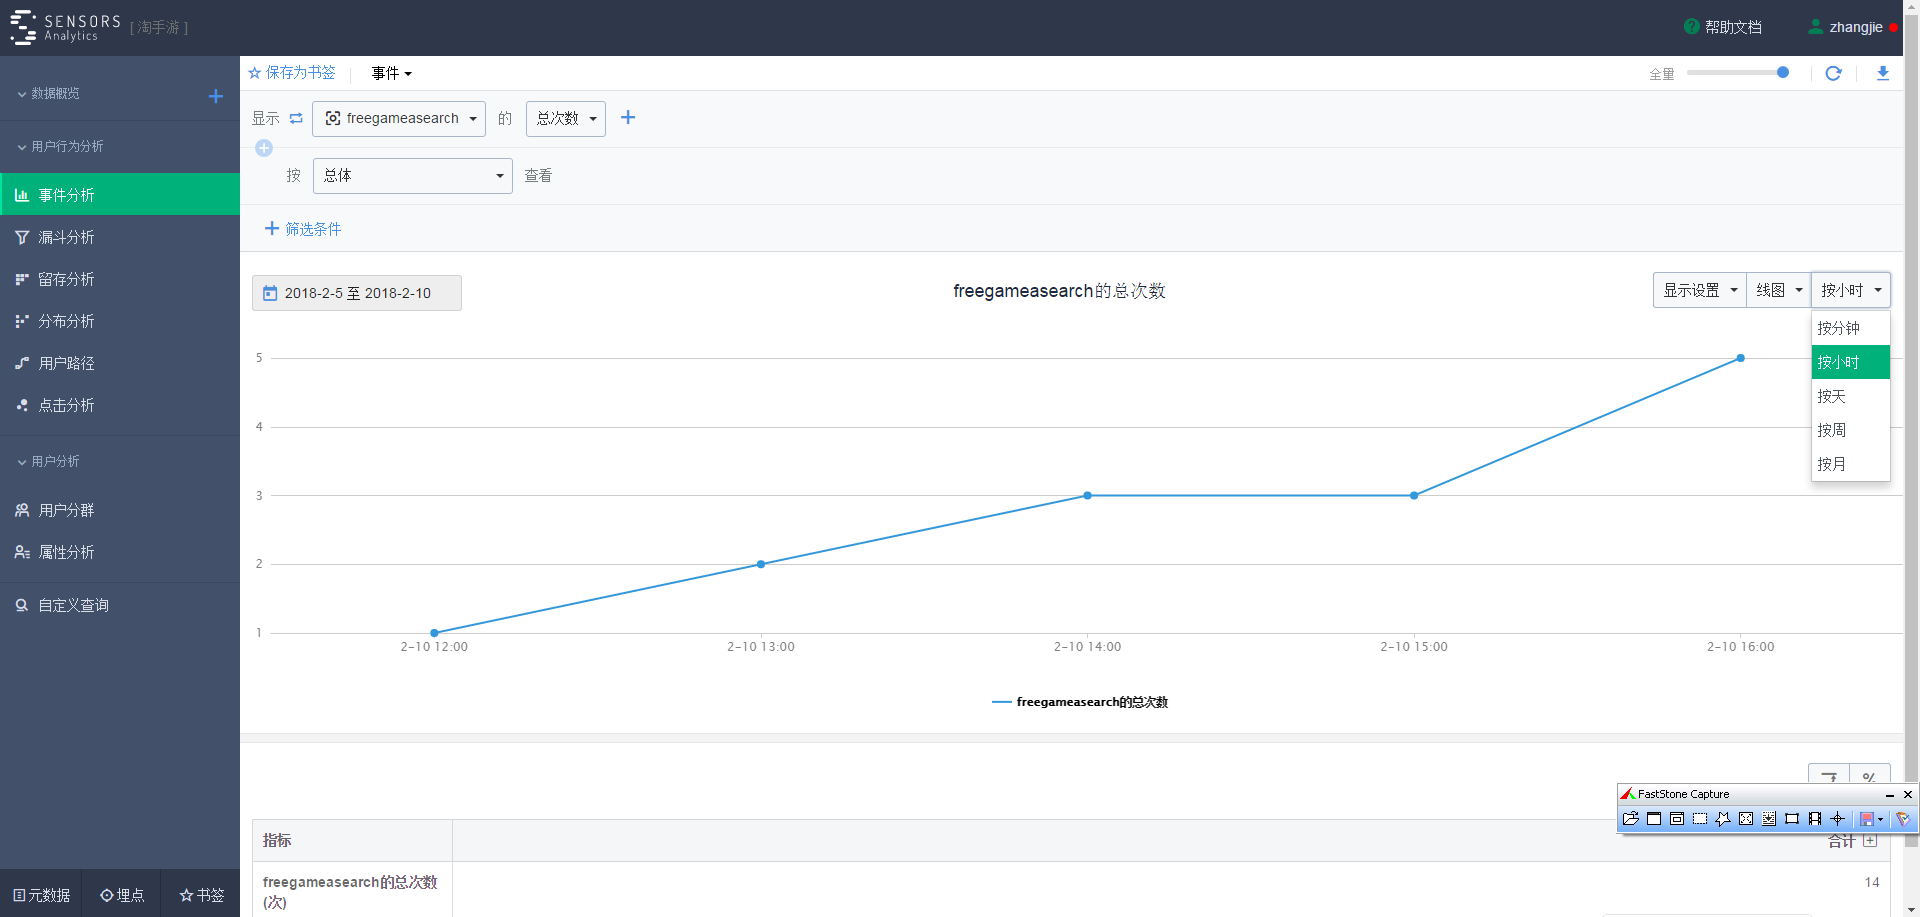 SENSORS
Analytics
[ 淘手游 ]
帮助文档
zhangjie
数据概览
用户行为分析
事件分析
漏斗分析
留存分析
分布分析
用户路径
点击分析
用户分析
用户分群
属性分析
自定义查询
元数据
埋点
书签
保存为书签
事件
全量
显示
freegameasearch
的
总次数
按
总体
查看
筛选条件
2018-2-5 至 2018-2-10
freegameasearch的总次数
显示设置
线图
按小时
按分钟
按小时
按天
按周
按月
5
4
3
2
1
2-10 12:00
2-10 13:00
2-10 14:00
2-10 15:00
2-10 16:00
freegameasearch的总次数
%
FastStone Capture
指标
合计
freegameasearch的总次数
(次)
14